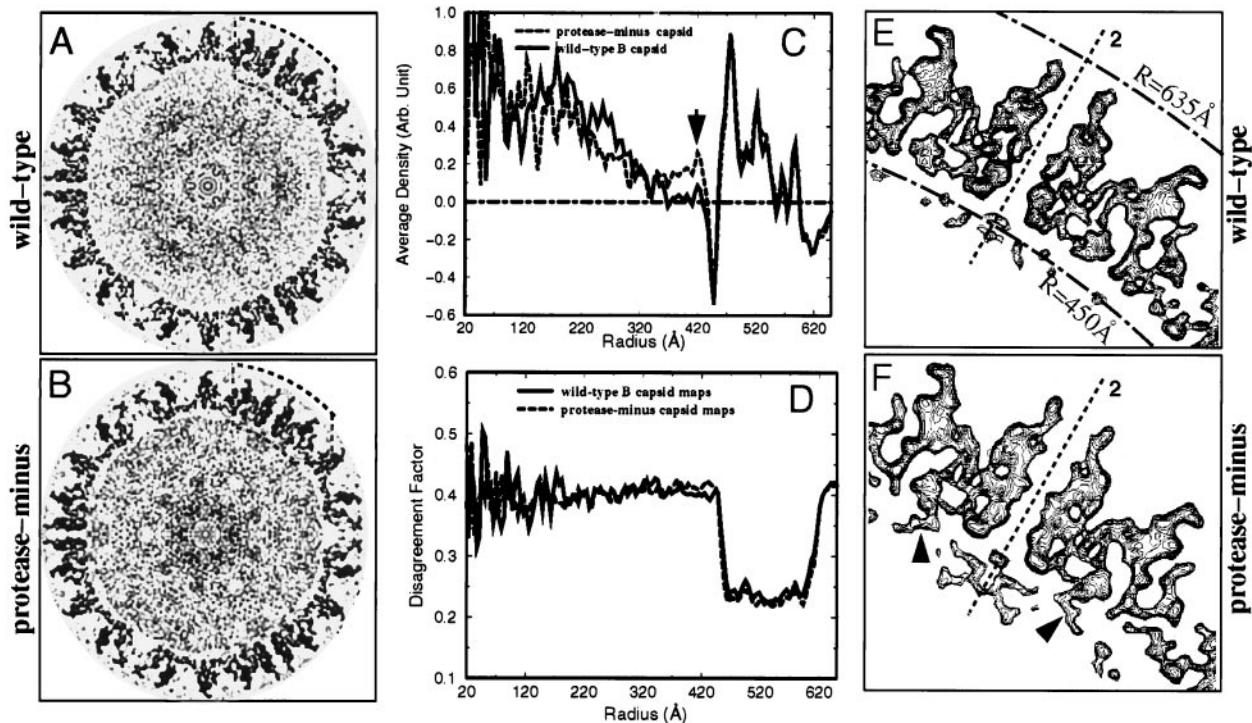 wild–type
A
protease–minus
B
C
protease–minus capsid
wild–type B capsid
Average Density (Arb. Unit)
1.0
0.8
0.6
0.4
0.2
0.0
−0.2
−0.4
−0.6
20 120 220 320 420 520 620
Radius (Å)
D
wild-type B capsid maps
protease–minus capsid maps
Disagreement Factor
0.6
0.5
0.4
0.3
0.2
0.1
20 120 220 320 420 520 640
Radius (Å)
E
2
R=635Å
R=450Å
wild–type
F
2
protease–minus